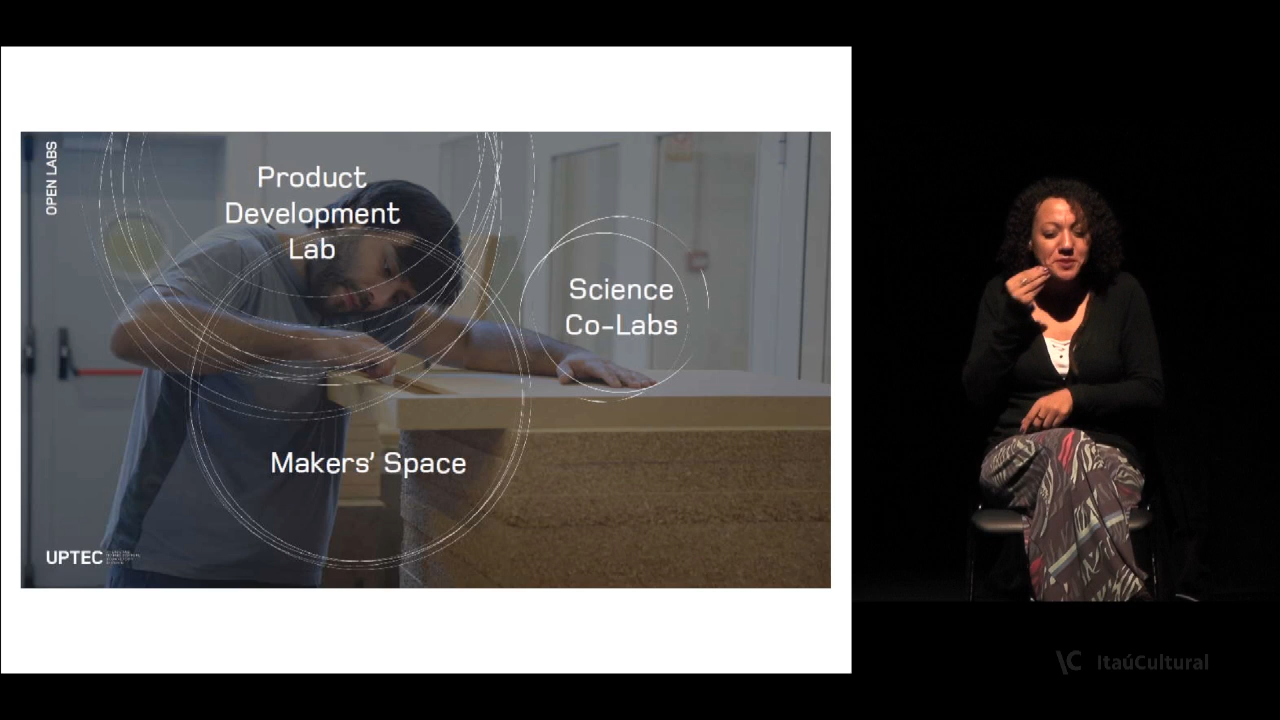 OPEN LABS
Product
Development
Lab
Science
Co-Labs
Makers' Space
UPTEC
\C ItaúCultural